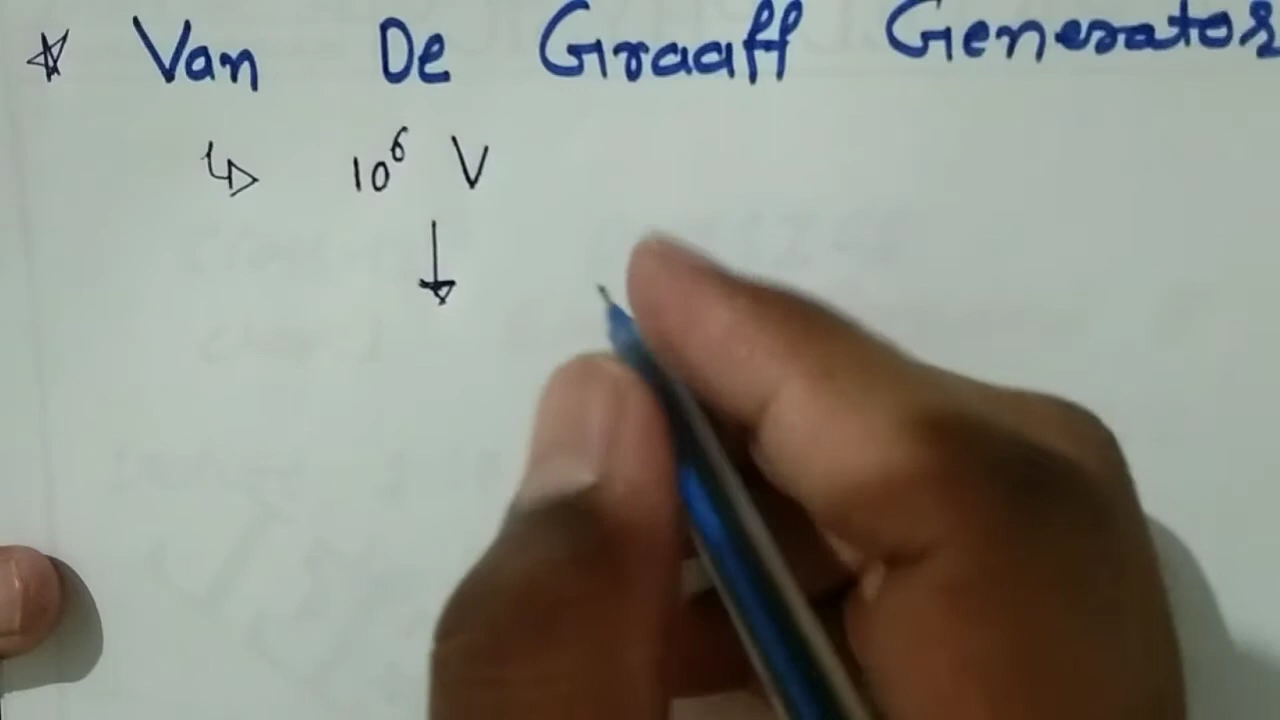 ☆ Van De Graaff Generator
↳ 10⁶ V
↓